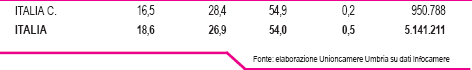 ITALIA C. 16,5 28,4 54,9 0,2 950.788
ITALIA 18,6 26,9 54,0 0,5 5.141.211
Fonte: elaborazione Unioncamere Umbria su dati Infocamere